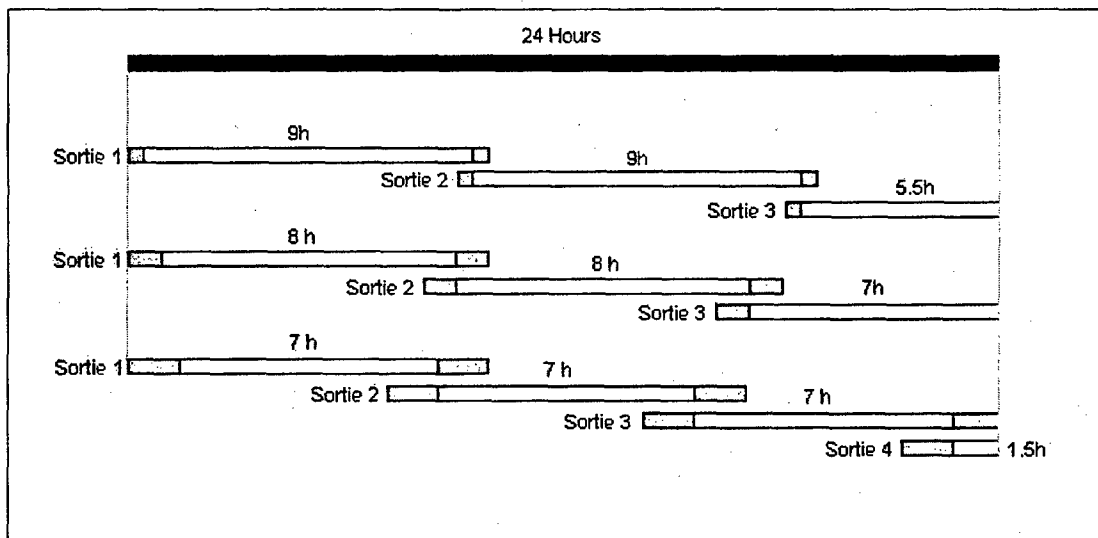 24 Hours
9h
Sortie 1
9h
Sortie 2
5.5h
Sortie 3
8 h
Sortie 1
8 h
Sortie 2
7h
Sortie 3
7 h
Sortie 1
7 h
Sortie 2
7 h
Sortie 3
Sortie 4 1.5h